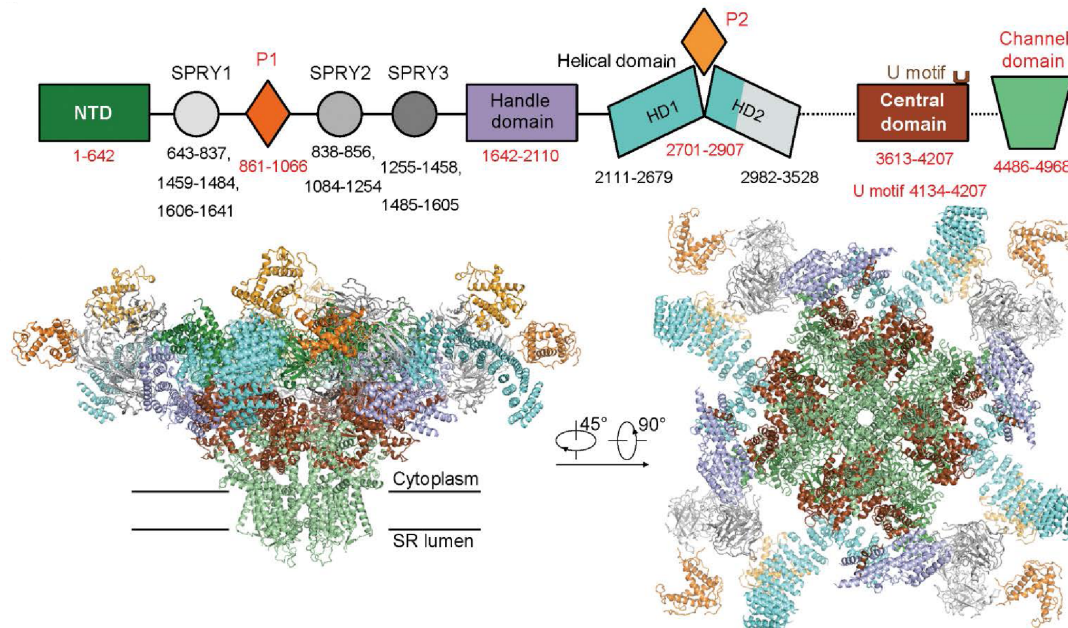 P2
P1
Channel
domain
SPRY1
SPRY2
SPRY3
Helical domain
U motif
NTD
Handle
domain
HD1
HD2
Central
domain
1-642
643-837,
1459-1484,
1606-1641
861-1066
838-856,
1084-1254
1255-1458,
1485-1605
1642-2110
2111-2679
2701-2907
2982-3528
3613-4207
U motif 4134-4207
4486-4968
45° 90°
Cytoplasm
SR lumen